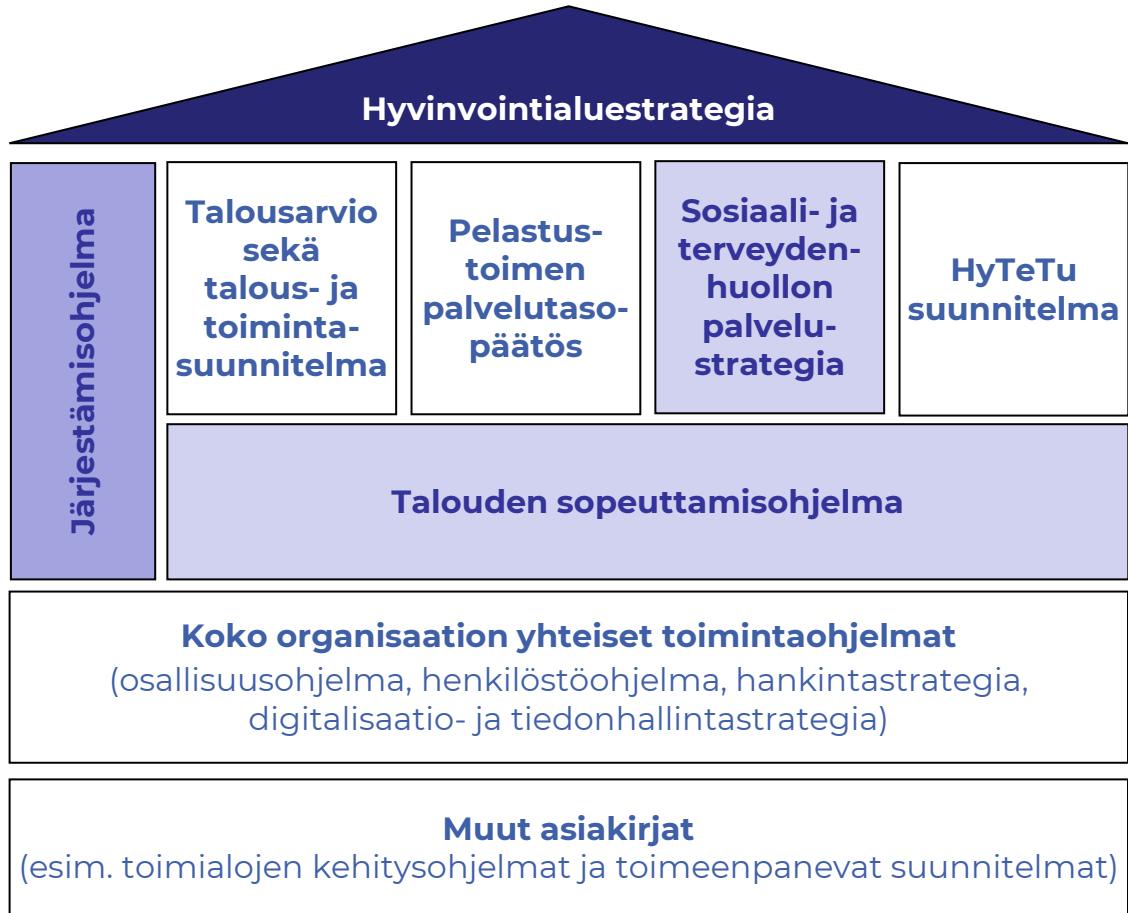 Hyvinvointialuestrategia
Järjestämisohjelma
Talousarvio
sekä
talous- ja
toiminta-
suunnitelma
Pelastus-
toimen
palvelutaso-
päätös
Sosiaali- ja
terveyden-
huollon
palvelu-
strategia
HyTeTu
suunnitelma
Talouden sopeuttamisohjelma
Koko organisaation yhteiset toimintaohjelmat
(osallisuusohjelma, henkilöstöohjelma, hankintastrategia,
digitalisaatio- ja tiedonhallintastrategia)
Muut asiakirjat
(esim. toimialojen kehitysohjelmat ja toimeenpanevat suunnitelmat)